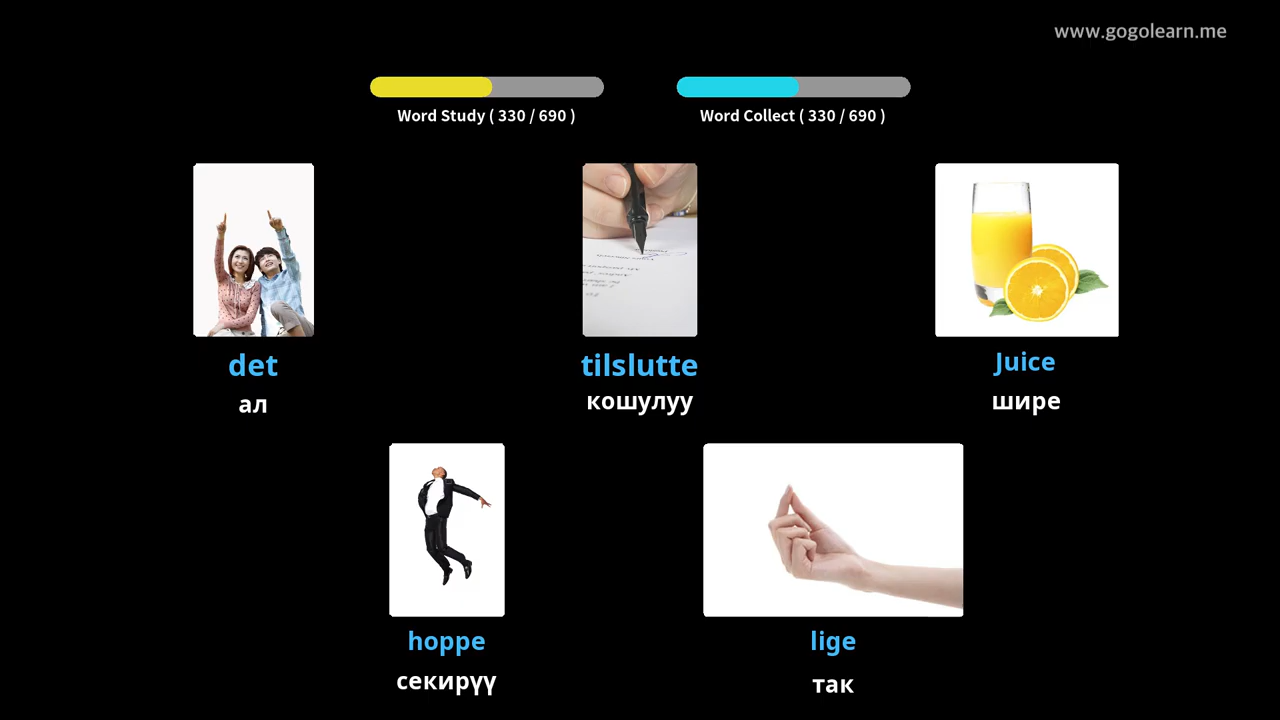 www.gogolearn.me
Word Study ( 330 / 690 )
Word Collect ( 330 / 690 )
det
ал
tilslutte
кошулуу
Juice
шире
hoppe
секирүү
lige
так